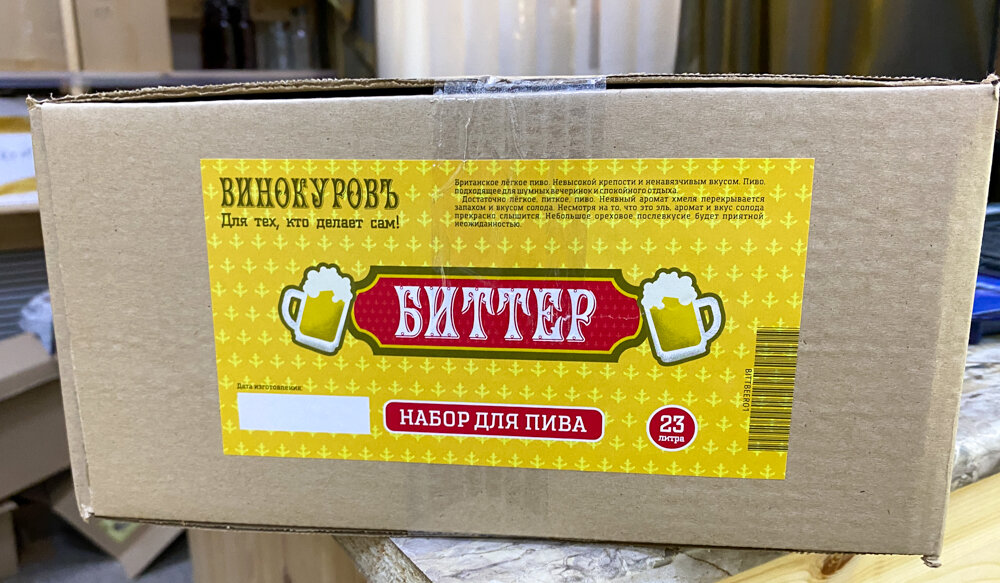 ВИНОКУРОВЪ
Для тех, кто делает сам!
Британское лёгкое пиво. Невысокой крепости и ненавязчивым вкусом. Пиво,
подходящее для шумных вечеринок и спокойного отдыха.
Достаточно лёгкое, питкое, пиво. Неявный аромат хмеля перекрывается
запахом и вкусом солода. Несмотря на то, что это эль, аромат и вкус солода
прекрасно слышится. Небольшое ореховое послевкусие будет приятной
неожиданностью.
БИТТЕР
Дата изготовления:
НАБОР ДЛЯ ПИВА
23
литра
BITTBEER01